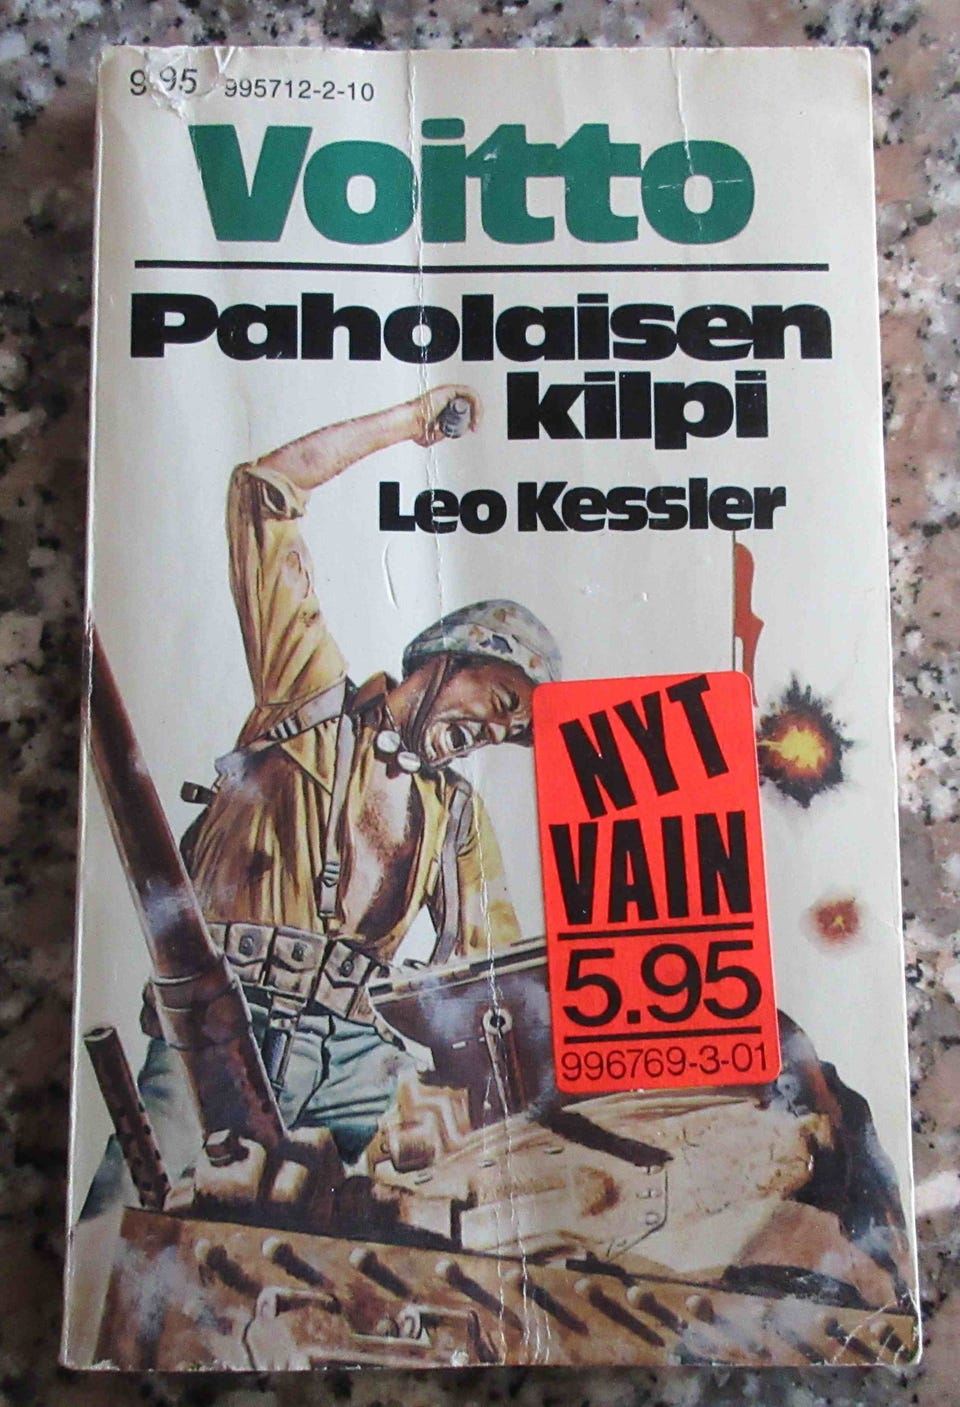 9.95 995712-2-10
Voitto
Paholaisen
kilpi
Leo Kessler
NYT
VAIN
5.95
996769-3-01